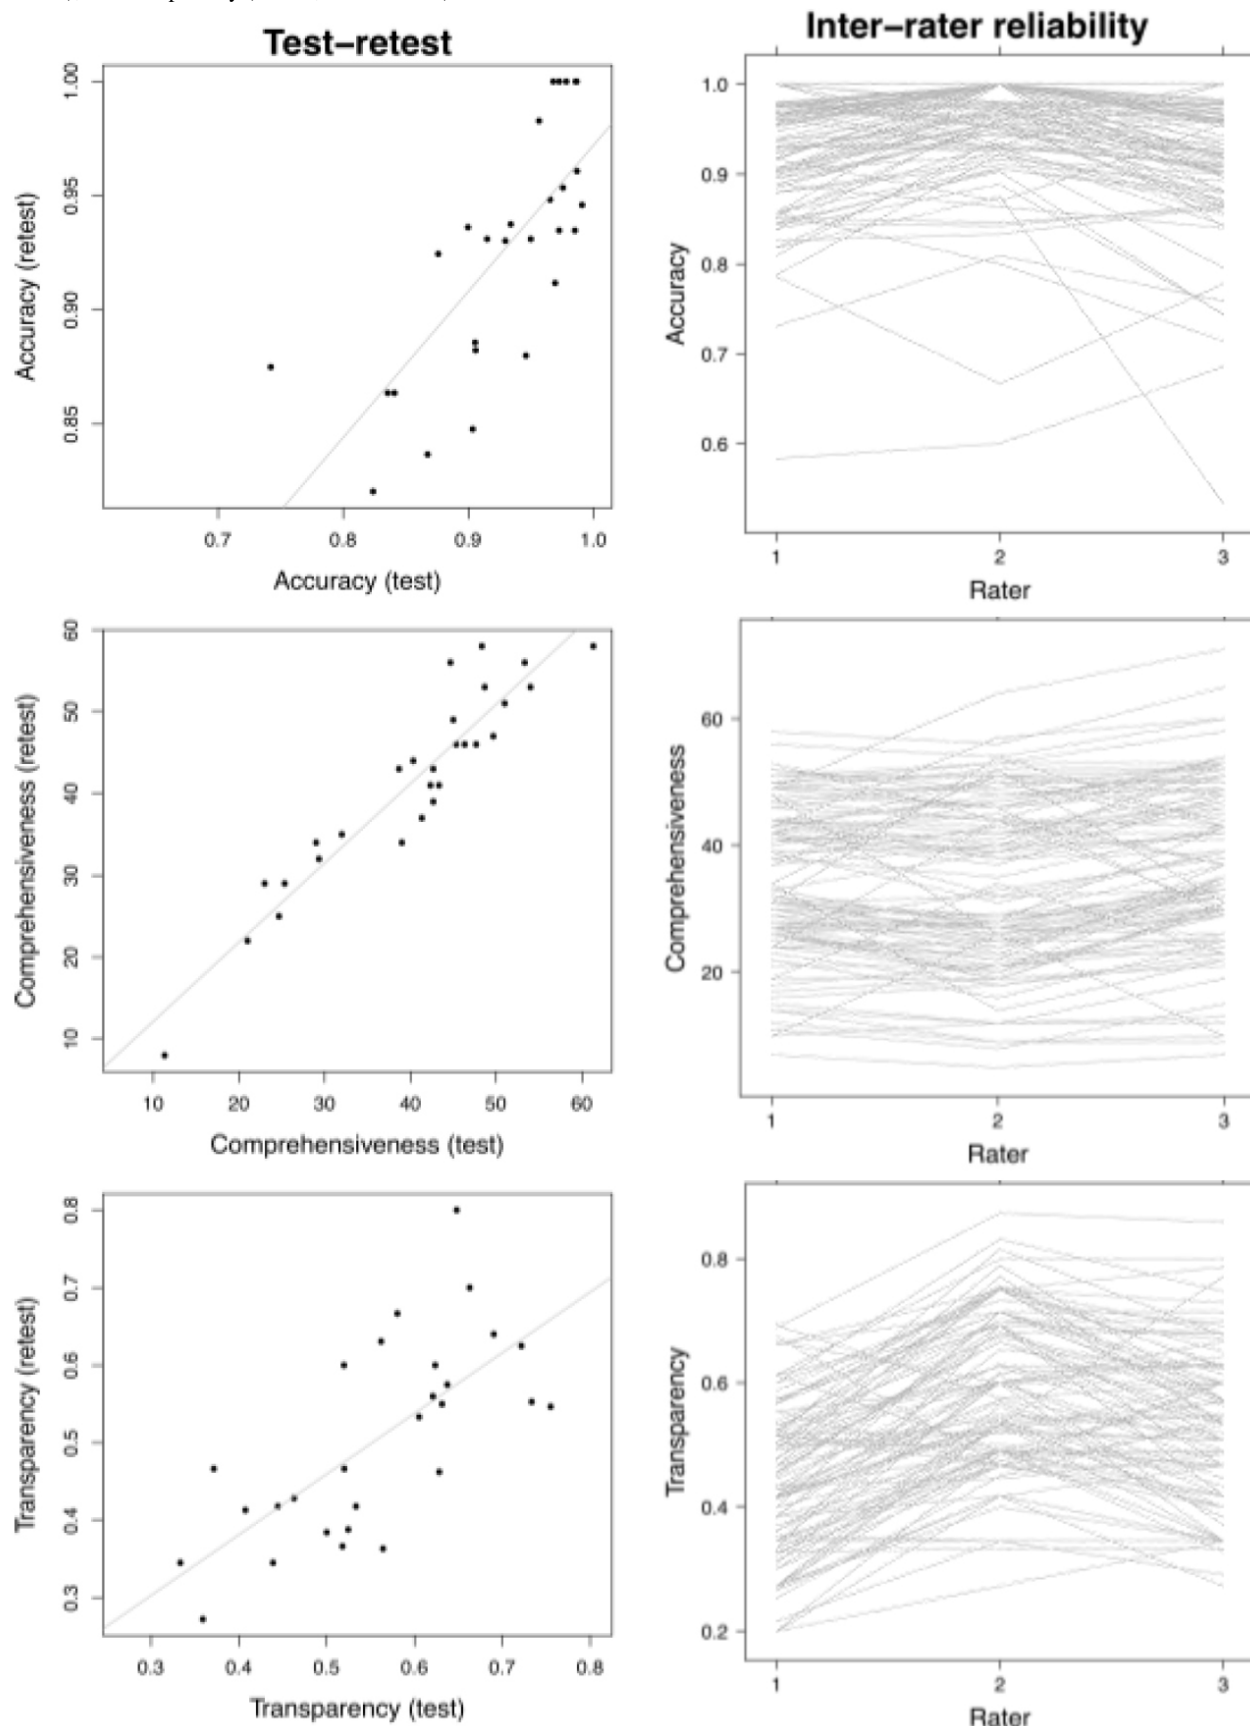 Test–retest
Inter–rater reliability
Accuracy (retest)
1.00
0.95
0.90
0.85
0.7 0.8 0.9 1.0
Accuracy (test)
Accuracy
1.0
0.9
0.8
0.7
0.6
1 2 3
Rater
Comprehensiveness (retest)
60
50
40
30
20
10
10 20 30 40 50 60
Comprehensiveness (test)
Comprehensiveness
60
40
20
1 2 3
Rater
Transparency (retest)
0.8
0.7
0.6
0.5
0.4
0.3
0.3 0.4 0.5 0.6 0.7 0.8
Transparency (test)
Transparency
0.8
0.6
0.4
0.2
1 2 3
Rater